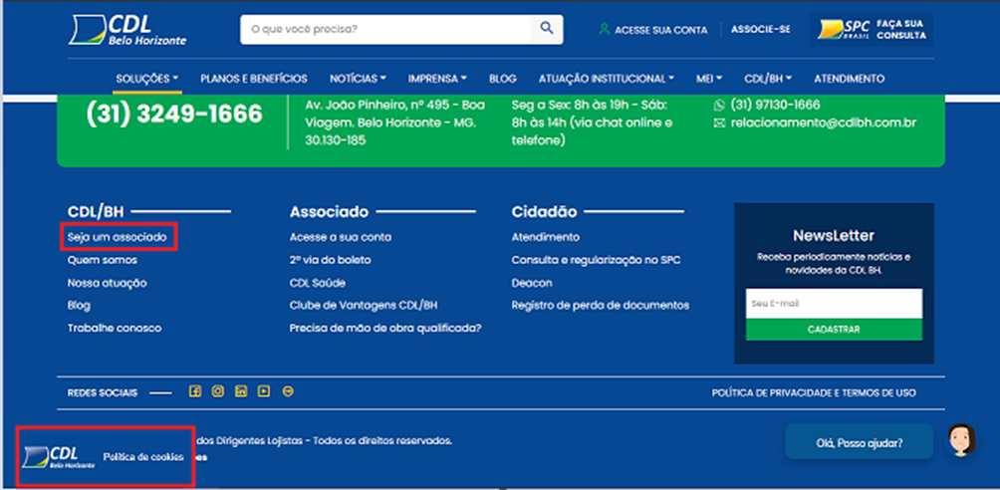 CDL
Belo Horizonte
O que você precisa?
ACESSE SUA CONTA
ASSOCIE-SE
SPC
BRASIL
FAÇA SUA
CONSULTA
SOLUÇÕES
PLANOS E BENEFÍCIOS
NOTÍCIAS
IMPRENSA
BLOG
ATUAÇÃO INSTITUCIONAL
MEI
CDL/BH
ATENDIMENTO
(31) 3249-1666
Av. João Pinheiro, nº 495 - Boa
Viagem. Belo Horizonte - MG.
30.130-185
Seg a Sex: 8h às 19h - Sáb:
8h às 14h (via chat online e
telefone)
(31) 97130-1666
relacionamento@cdlbh.com.br
CDL/BH
Seja um associado
Quem somos
Nossa atuação
Blog
Trabalhe conosco
Associado
Acesse a sua conta
2ª via do boleto
CDL Saúde
Clube de Vantagens CDL/BH
Precisa de mão de obra qualificada?
Cidadão
Atendimento
Consulta e regularização no SPC
Deacon
Registro de perda de documentos
NewsLetter
Receba periodicamente notícias e
novidades da CDL BH.
Seu E-mail
CADASTRAR
REDES SOCIAIS
POLÍTICA DE PRIVACIDADE E TERMOS DE USO
dos Dirigentes Lojistas - Todos os direitos reservados.
CDL
Belo Horizonte
Política de cookies
Olá, Posso ajudar?